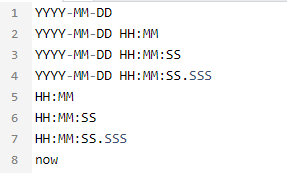 1 YYYY-MM-DD
2 YYYY-MM-DD HH:MM
3 YYYY-MM-DD HH:MM:SS
4 YYYY-MM-DD HH:MM:SS.SSS
5 HH:MM
6 HH:MM:SS
7 HH:MM:SS.SSS
8 now